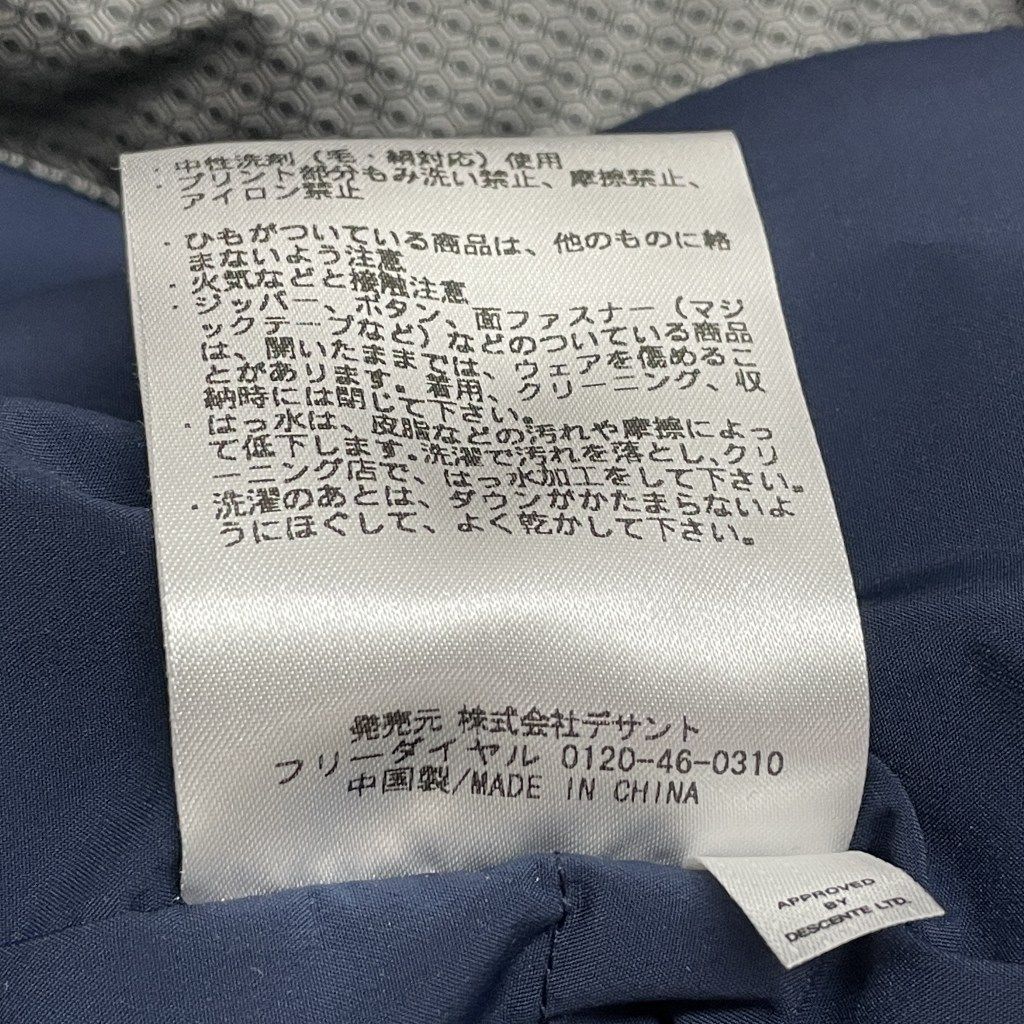 ・中性洗剤（毛・絹対応）使用
・プリント部分もみ洗い禁止、摩擦禁止、
アイロン禁止
・ひもがついている商品は、他のものに絡
まないよう注意
・火気などと接触注意
・ジッパー、ボタン、面ファスナー（マジ
ックテープなど）などのついている商品
は、開いたままでは、ウェアを傷めるこ
とがあります。着用、クリーニング、収
納時には閉じて下さい。
・はっ水は、皮脂などの汚れや摩擦によっ
て低下します。洗濯で汚れを落とし、クリ
ーニング店で、はっ水加工をして下さい。
・洗濯のあとは、ダウンがかたまらないよ
うにほぐして、よく乾かして下さい。
発売元 株式会社デサント
フリーダイヤル 0120-46-0310
中国製/MADE IN CHINA
APPROVED
BY
DESCENTE LTD.